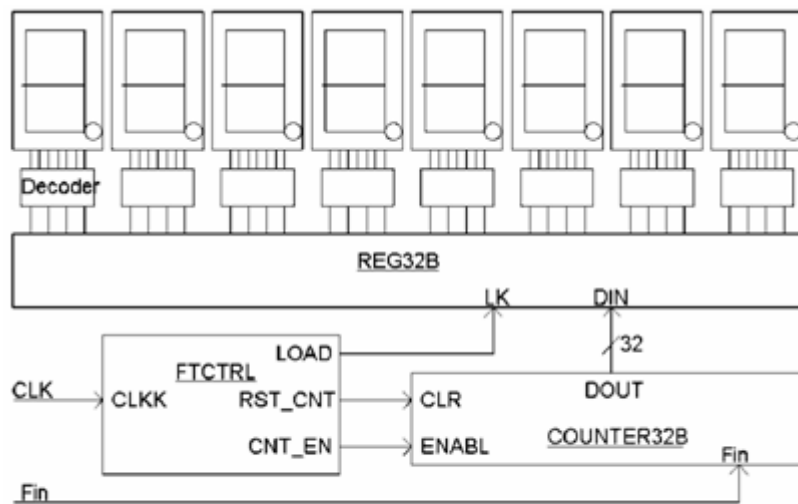 Decoder
REG32B
LK DIN
LOAD
32
FTCTRL
DOUT
CLK
CLKK
RST_CNT
CLR
CNT_EN
ENABL
COUNTER32B
Fin
Fin